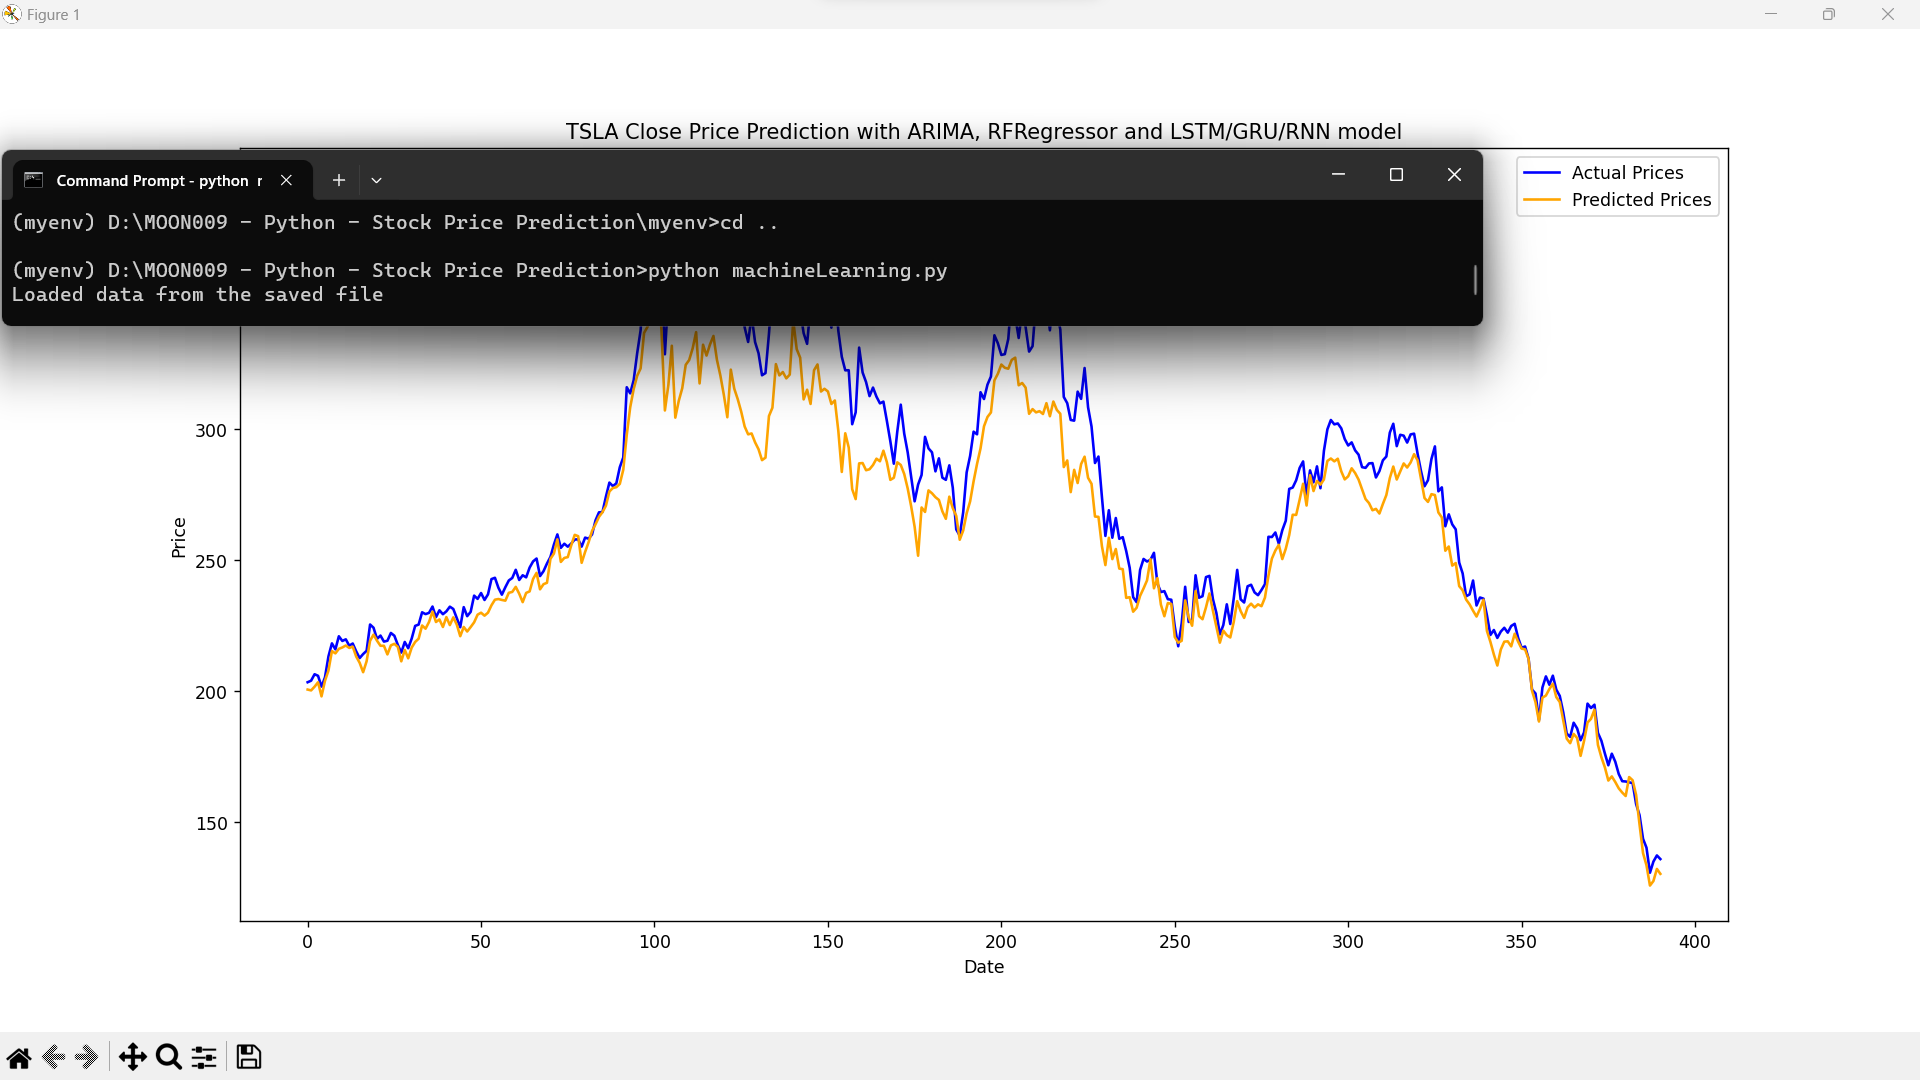 Figure 1
TSLA Close Price Prediction with ARIMA, RFRegressor and LSTM/GRU/RNN model
Command Prompt - python r
(myenv) D:\MOON009 - Python - Stock Price Prediction\myenv>cd ..
(myenv) D:\MOON009 - Python - Stock Price Prediction>python machineLearning.py
Loaded data from the saved file
Actual Prices
Predicted Prices
Price
300
250
200
150
0 50 100 150 200 250 300 350 400
Date